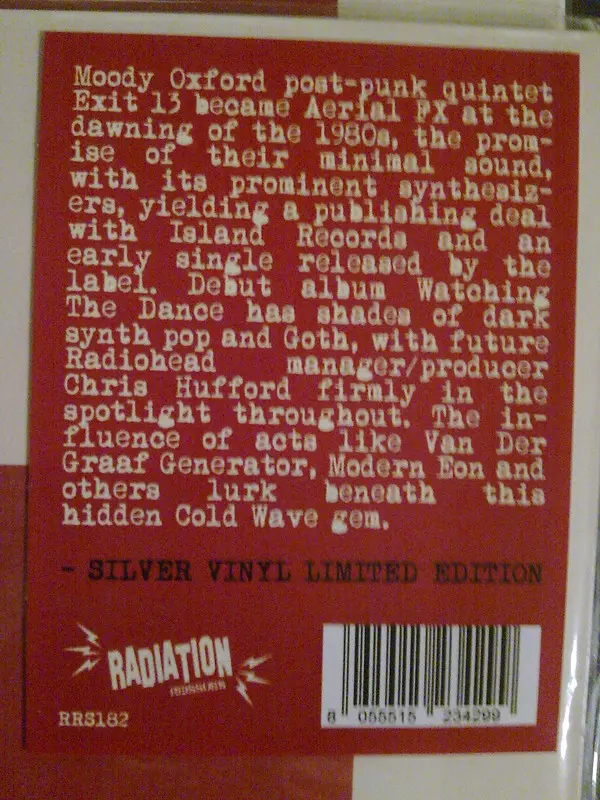 Moody Oxford post-punk quintet
Exit 13 became Aerial FX at the
dawning of the 1980s, the prom-
ise of their minimal sound,
with its prominent synthesiz-
ers, yielding a publishing deal
with Island Records and an
early single released by the
label. Debut album Watching
The Dance has shades of dark
synth pop and Goth, with future
Radiohead manager/producer
Chris Hufford firmly in the
spotlight throughout. The in-
fluence of acts like Van Der
Graaf Generator, Modern Eon and
others lurk beneath this
hidden Cold Wave gem.
- SILVER VINYL LIMITED EDITION
RADIATION
REISSUES
RRS182
8 055515 234299